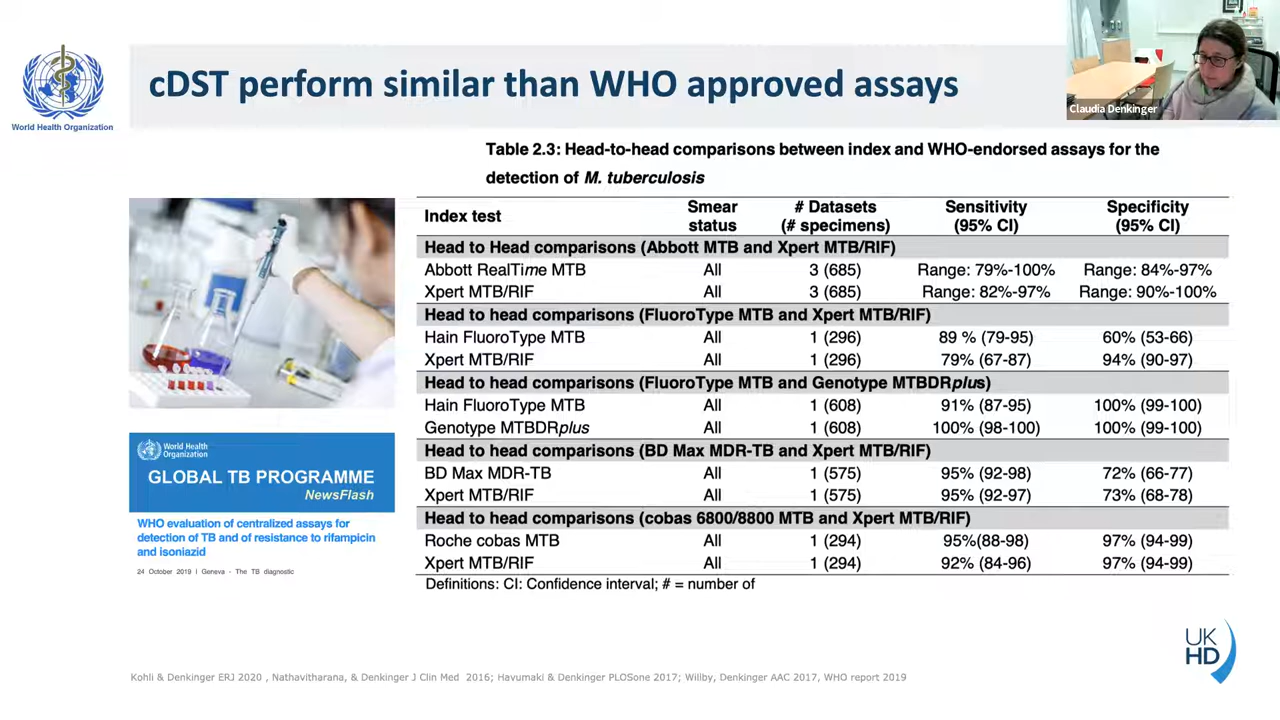 World Health Organization
cDST perform similar than WHO approved assays
Claudia Denkinger
Table 2.3: Head-to-head comparisons between index and WHO-endorsed assays for the
detection of M. tuberculosis
Index test Smear status # Datasets (# specimens) Sensitivity (95% CI) Specificity (95% CI)
Head to Head comparisons (Abbott MTB and Xpert MTB/RIF)
Abbott RealTime MTB All 3 (685) Range: 79%-100% Range: 84%-97%
Xpert MTB/RIF All 3 (685) Range: 82%-97% Range: 90%-100%
Head to head comparisons (FluoroType MTB and Xpert MTB/RIF)
Hain FluoroType MTB All 1 (296) 89 % (79-95) 60% (53-66)
Xpert MTB/RIF All 1 (296) 79% (67-87) 94% (90-97)
Head to head comparisons (FluoroType MTB and Genotype MTBDRplus)
Hain FluoroType MTB All 1 (608) 91% (87-95) 100% (99-100)
Genotype MTBDRplus All 1 (608) 100% (98-100) 100% (99-100)
Head to head comparisons (BD Max MDR-TB and Xpert MTB/RIF)
BD Max MDR-TB All 1 (575) 95% (92-98) 72% (66-77)
Xpert MTB/RIF All 1 (575) 95% (92-97) 73% (68-78)
Head to head comparisons (cobas 6800/8800 MTB and Xpert MTB/RIF)
Roche cobas MTB All 1 (294) 95%(88-98) 97% (94-99)
Xpert MTB/RIF All 1 (294) 92% (84-96) 97% (94-99)
Definitions: CI: Confidence interval; # = number of
World Health
Organization
GLOBAL TB PROGRAMME
NewsFlash
WHO evaluation of centralized assays for
detection of TB and of resistance to rifampicin
and isoniazid
24 October 2019 I Geneva - The TB diagnostic
UK
HD
Kohli & Denkinger ERJ 2020 , Nathavitharana, & Denkinger J Clin Med 2016; Havumaki & Denkinger PLOSone 2017; Willby, Denkinger AAC 2017, WHO report 2019